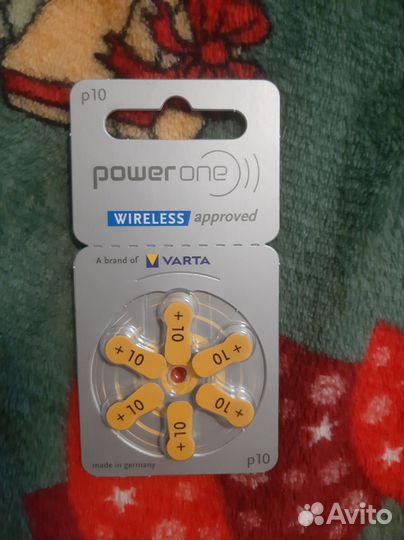 p10
power one
WIRELESS approved
A brand of VARTA
+ 10
+ 10
+ 10
+ 10
+ 10
+ 10
made in germany
p10
Avito